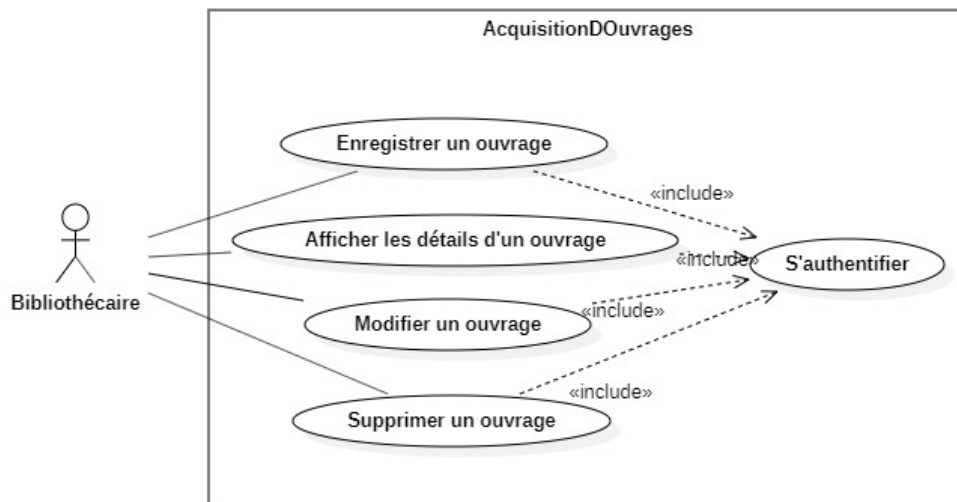 AcquisitionDOuvrages
Enregistrer un ouvrage
«include»
Afficher les détails d'un ouvrage
«include»
S'authentifier
Bibliothécaire
Modifier un ouvrage
«include»
«include»
Supprimer un ouvrage